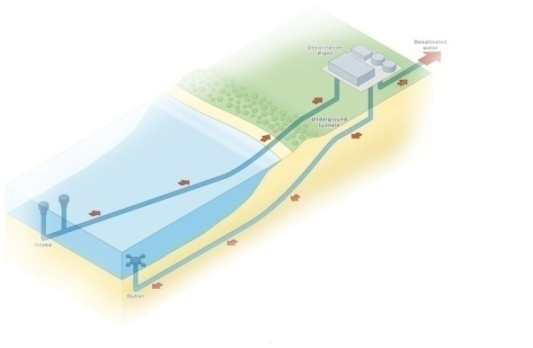 Desalination
Plant
Desalinated
water
Underground
tunnels
Intake
Outlet